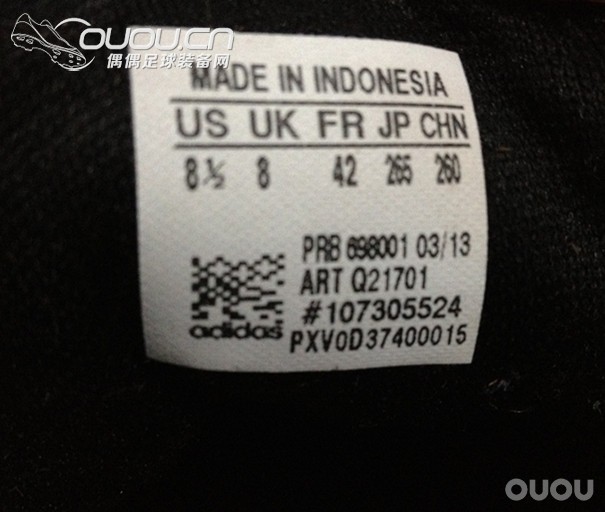 OUOU.CN
偶偶足球装备网
MADE IN INDONESIA
US UK FR JP CHN
8½ 8 42 265 260
PRB 698001 03/13
ART Q21701
#107305524
adidas
PXV0D37400015
OUOU